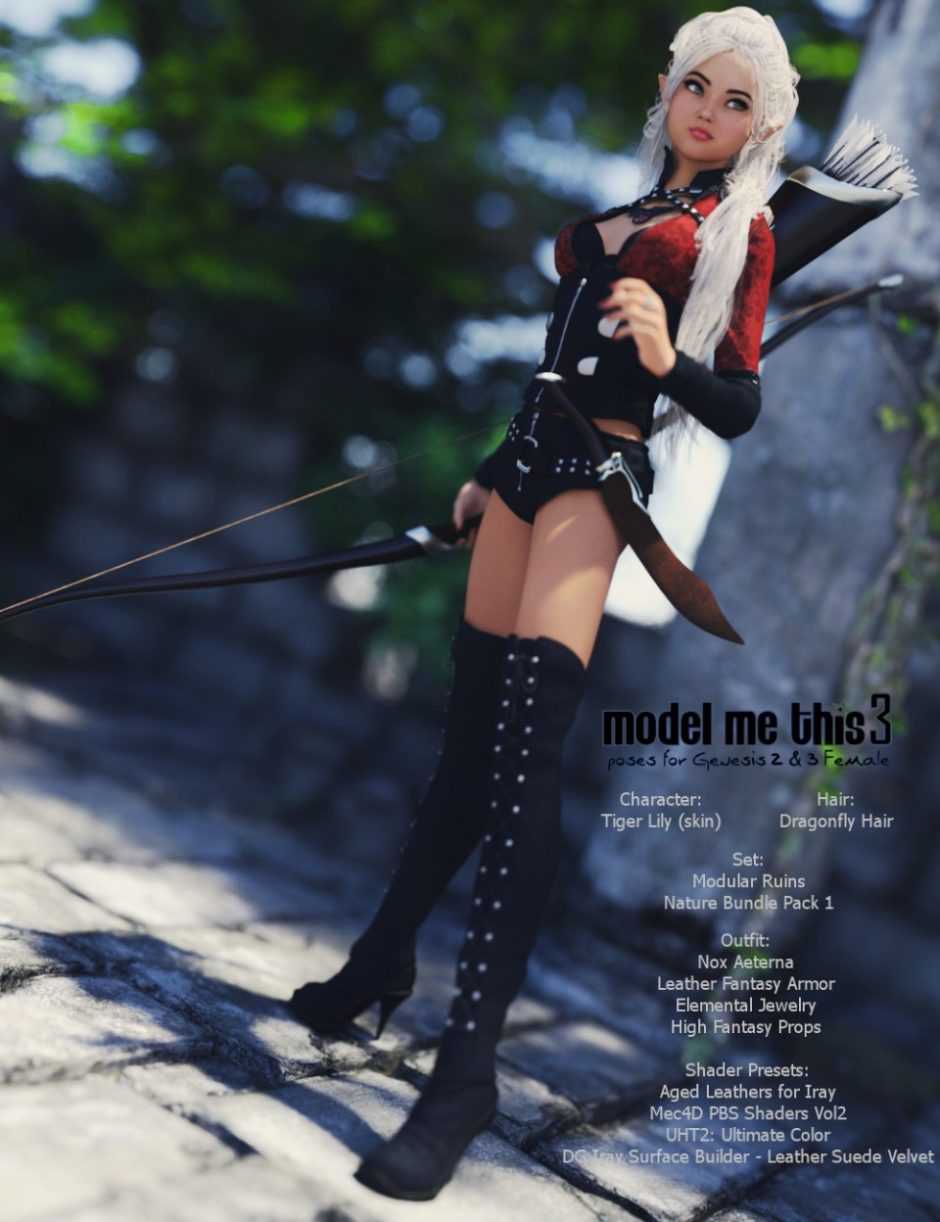 model me this 3
poses for Genesis 2 & 3 Female
Character:
Tiger Lily (skin)
Hair:
Dragonfly Hair
Set:
Modular Ruins
Nature Bundle Pack 1
Outfit:
Nox Aeterna
Leather Fantasy Armor
Elemental Jewelry
High Fantasy Props
Shader Presets:
Aged Leathers for Iray
Mec4D PBS Shaders Vol2
UHT2: Ultimate Color
DG Iray Surface Builder - Leather Suede Velvet